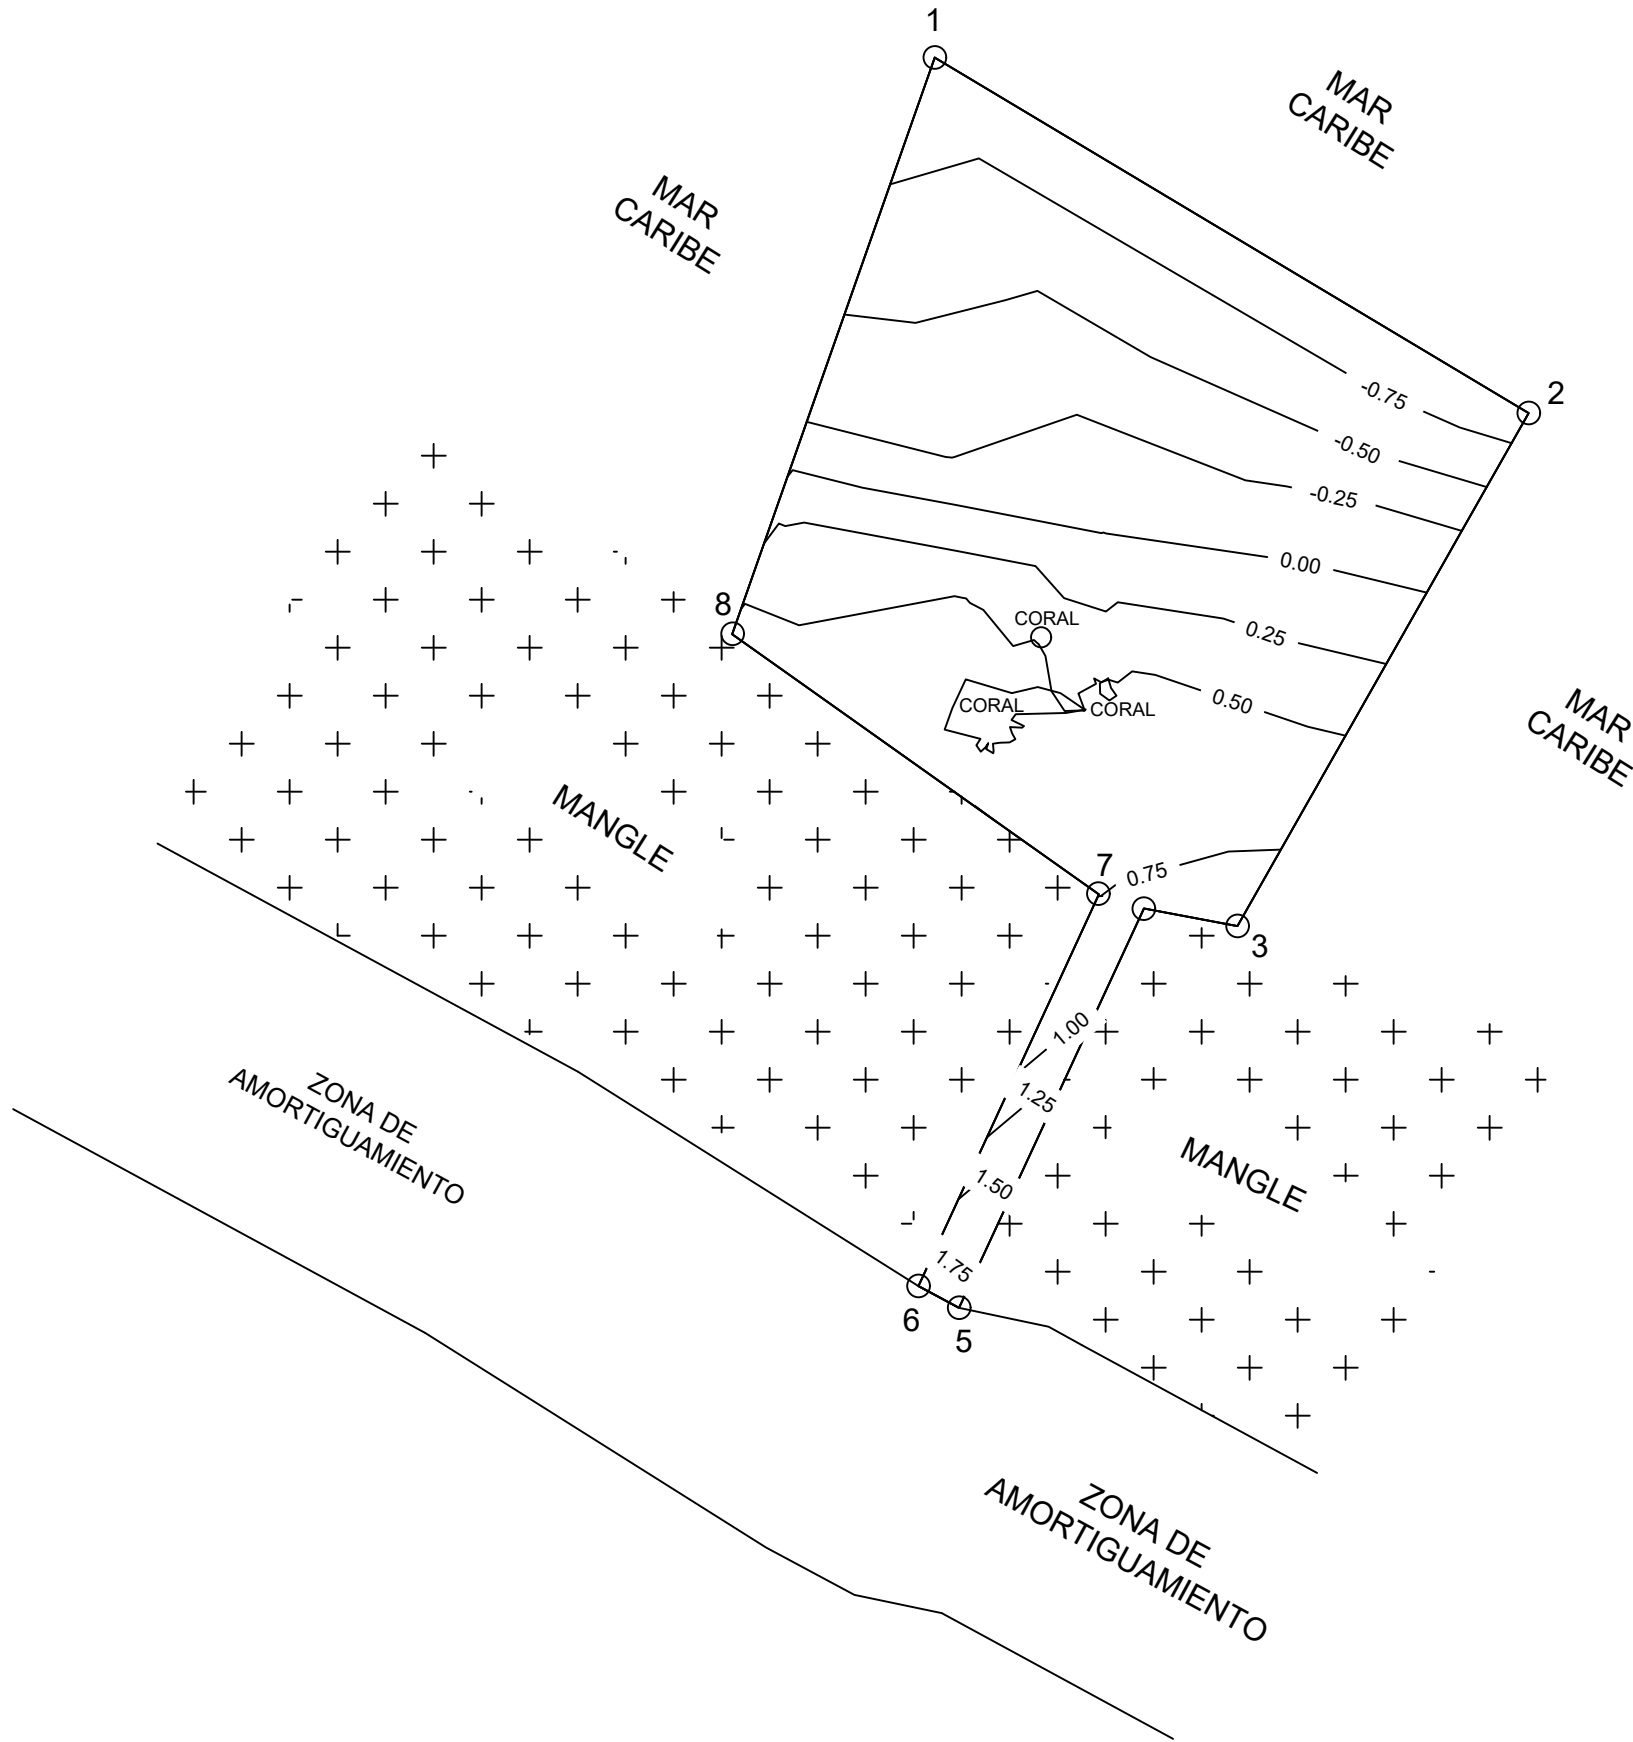 1
MAR
CARIBE
MAR
CARIBE
-0.75
2
-0.50
-0.25
0.00
8
CORAL
0.25
CORAL
CORAL
0.50
MAR
CARIBE
MANGLE
7
0.75
3
1.00
ZONA DE
AMORTIGUAMIENTO
1.25
MANGLE
1.50
1.75
6
5
ZONA DE
AMORTIGUAMIENTO